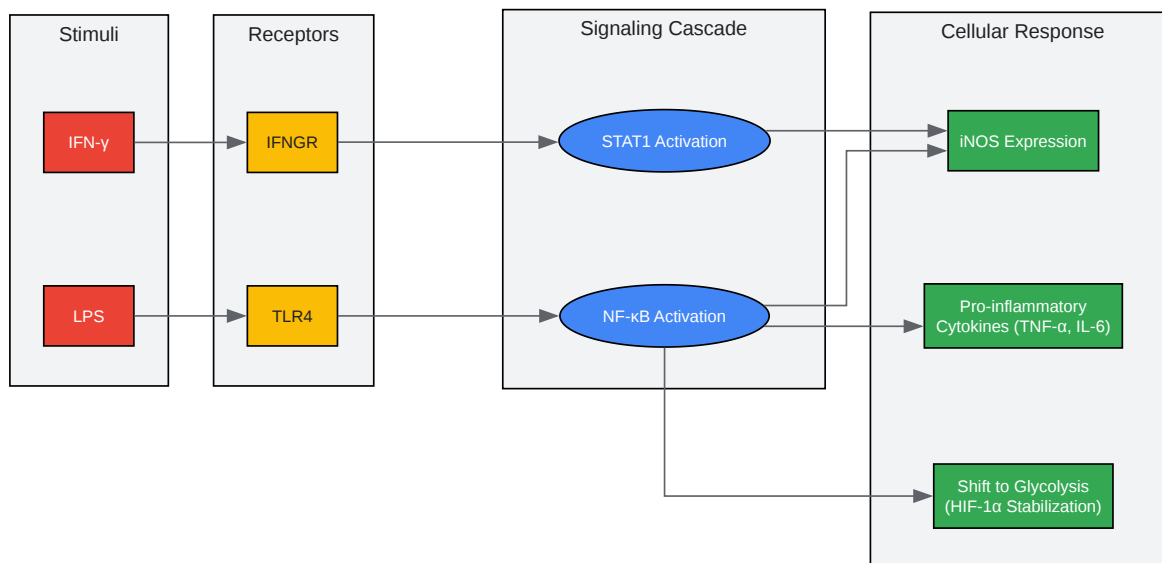 Stimuli
Receptors
Signaling Cascade
Cellular Response
IFN-γ
IFNGR
STAT1 Activation
iNOS Expression
LPS
TLR4
NF-κB Activation
Pro-inflammatory
Cytokines (TNF-α, IL-6)
Shift to Glycolysis
(HIF-1α Stabilization)